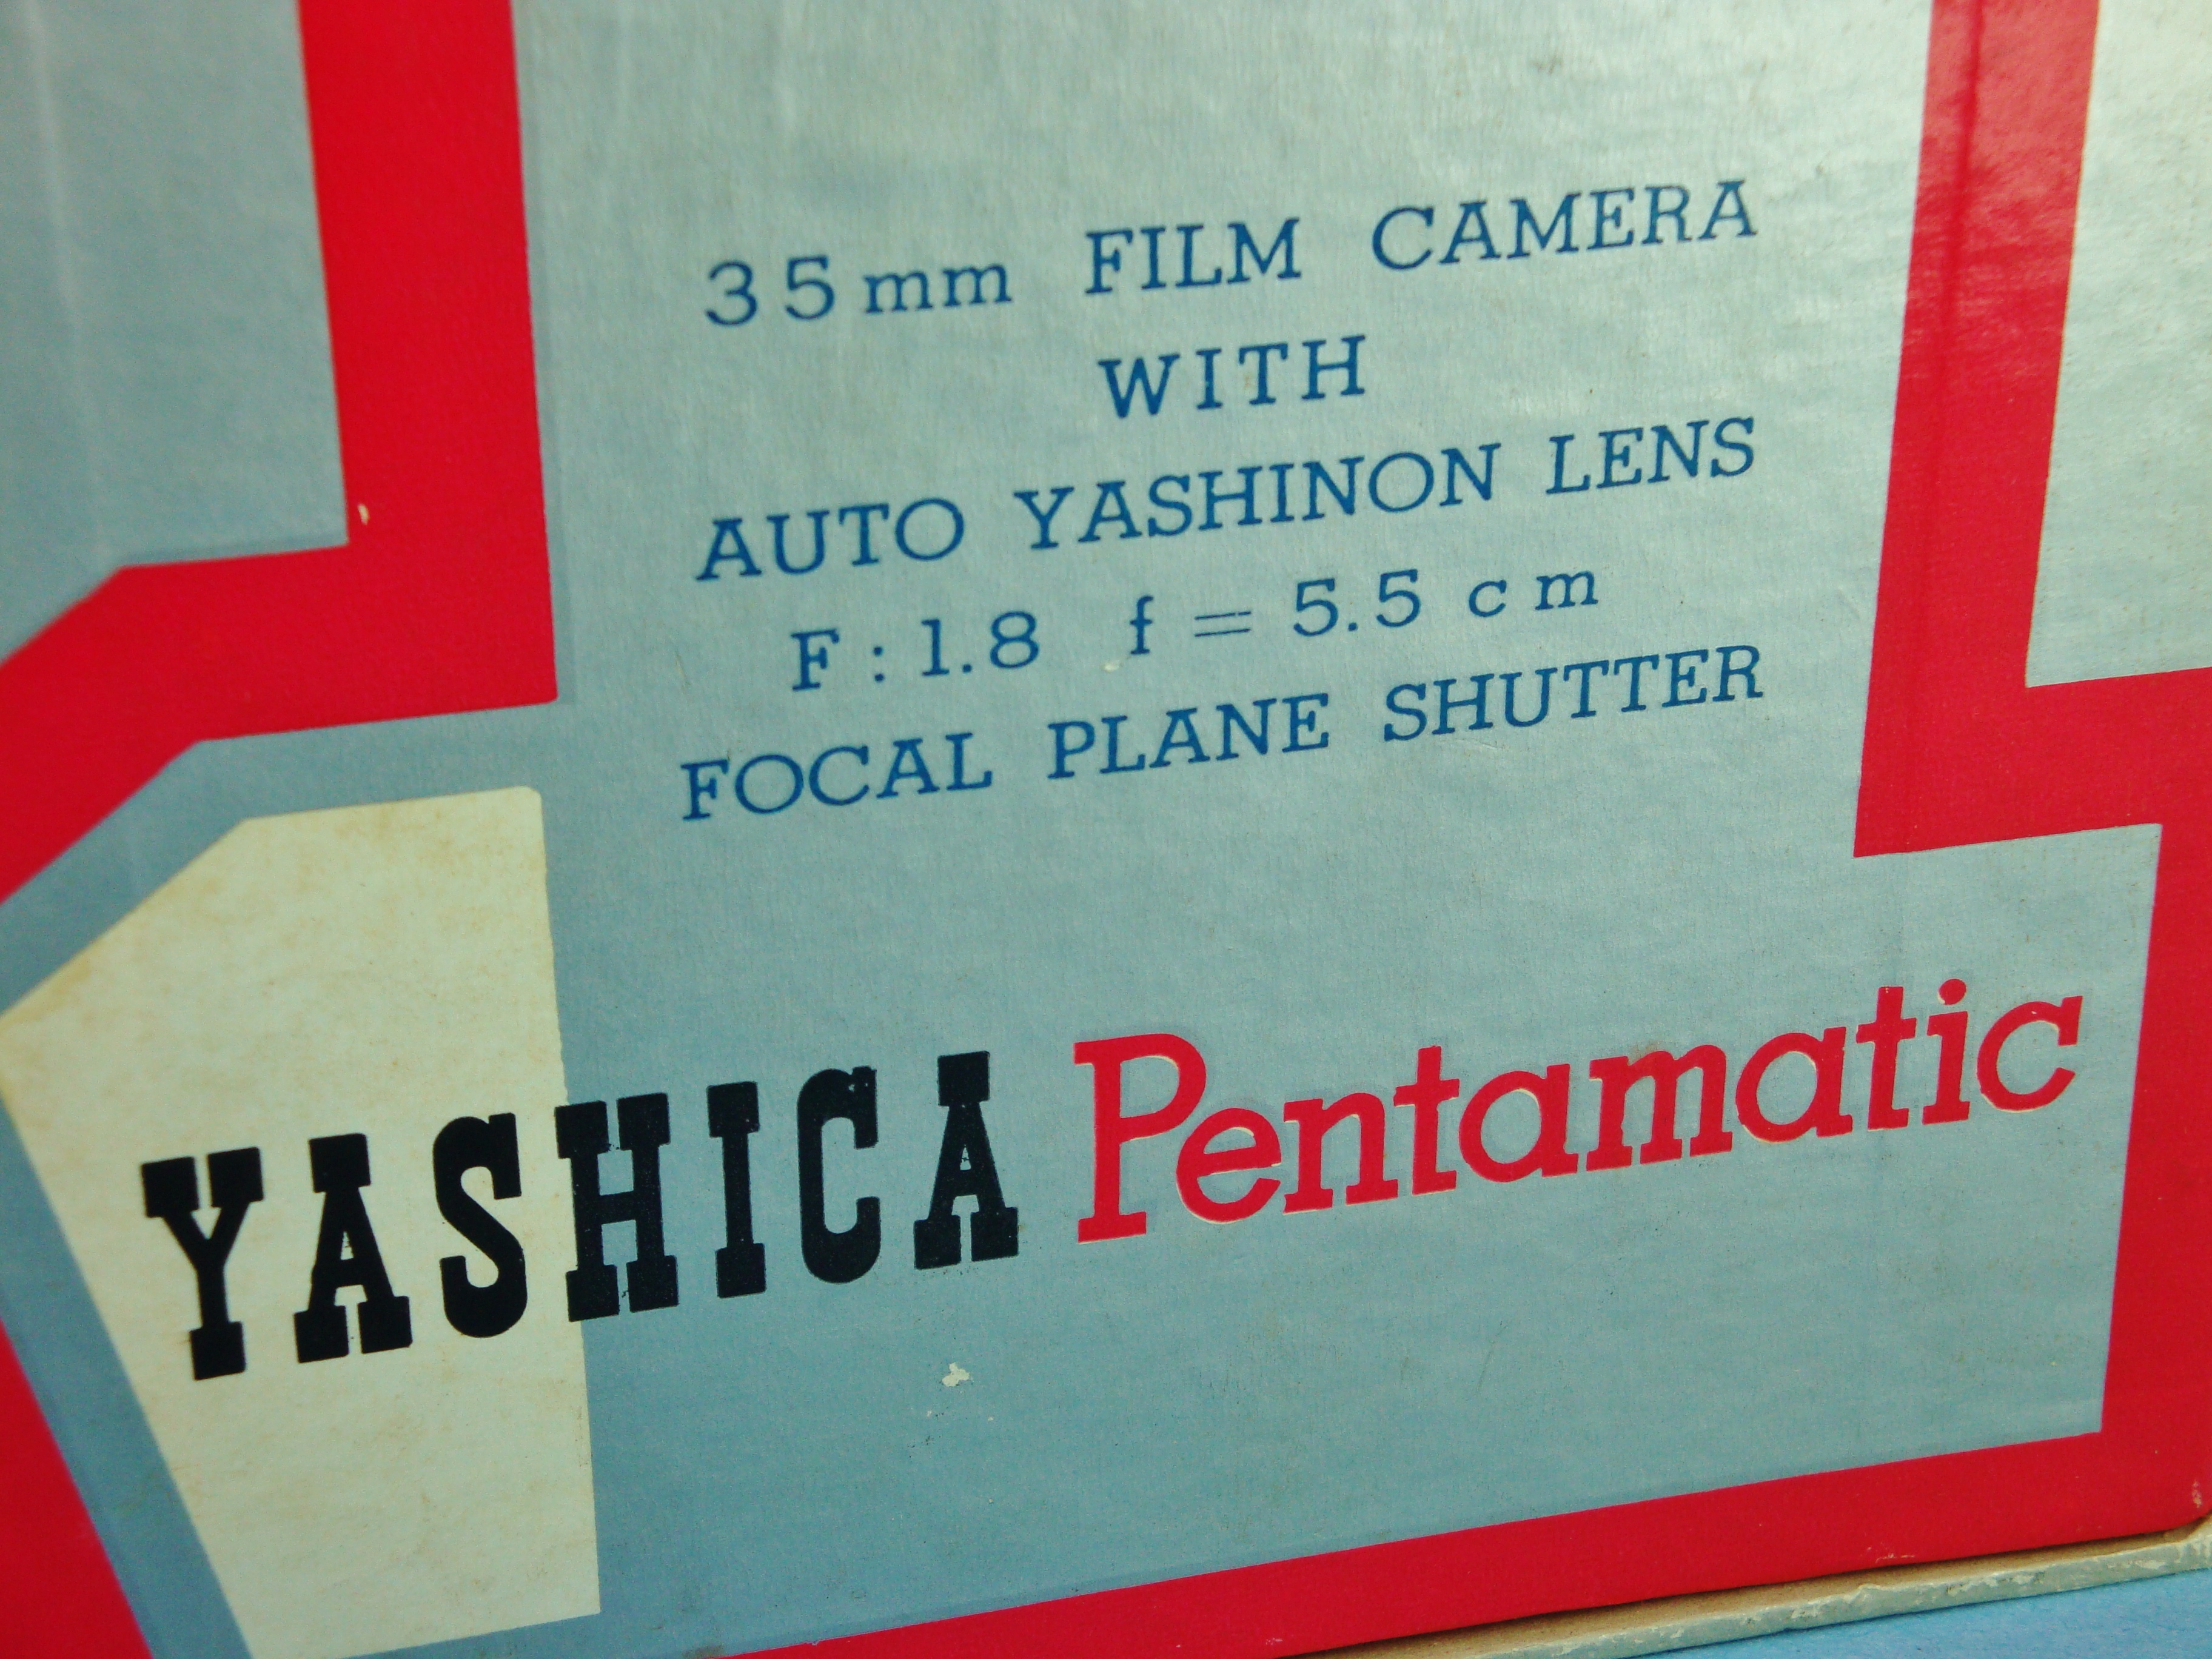 35mm FILM CAMERA
WITH
AUTO YASHINON LENS
F:1.8 f=5.5 cm
FOCAL PLANE SHUTTER
YASHICA Pentamatic